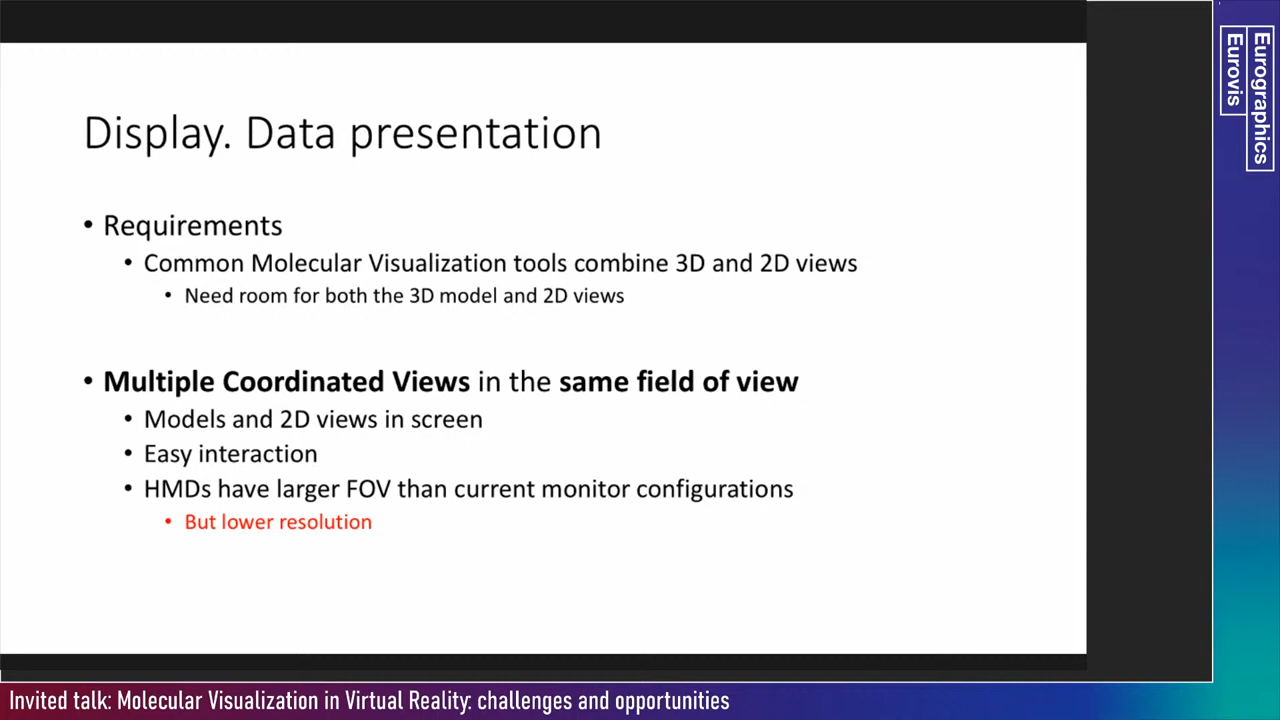 Display. Data presentation
• Requirements
• Common Molecular Visualization tools combine 3D and 2D views
• Need room for both the 3D model and 2D views
• Multiple Coordinated Views in the same field of view
• Models and 2D views in screen
• Easy interaction
• HMDs have larger FOV than current monitor configurations
• But lower resolution
Eurographics
Eurovis
Invited talk: Molecular Visualization in Virtual Reality: challenges and opportunities